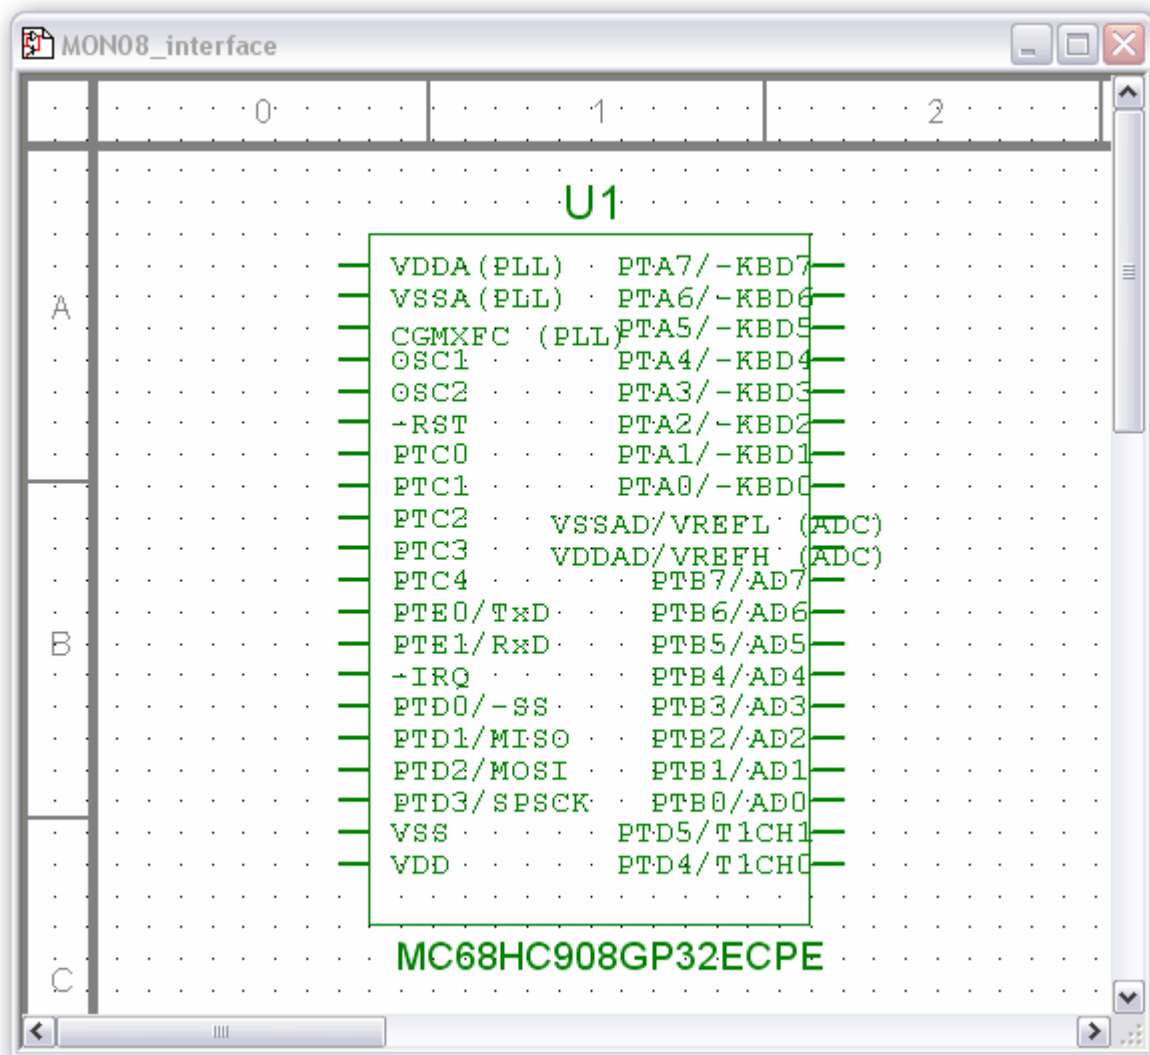 MON08_interface
0 1 2
U1
VDDA(PLL) PTA7/-KBD7
VSSA(PLL) PTA6/-KBD6
A
CGMXFC (PLL) PTA5/-KBD5
OSC1 PTA4/-KBD4
OSC2 PTA3/-KBD3
-RST PTA2/-KBD2
PTC0 PTA1/-KBD1
PTC1 PTA0/-KBD0
PTC2 VSSAD/VREFL (ADC)
PTC3 VDDAD/VREFH (ADC)
PTC4 PTB7/AD7
PTE0/TxD PTB6/AD6
B PTE1/RxD PTB5/AD5
-IRQ PTB4/AD4
PTD0/-SS PTB3/AD3
PTD1/MISO PTB2/AD2
PTD2/MOSI PTB1/AD1
PTD3/SPSCK PTB0/AD0
VSS PTD5/T1CH1
VDD PTD4/T1CH0
MC68HC908GP32ECPE
C